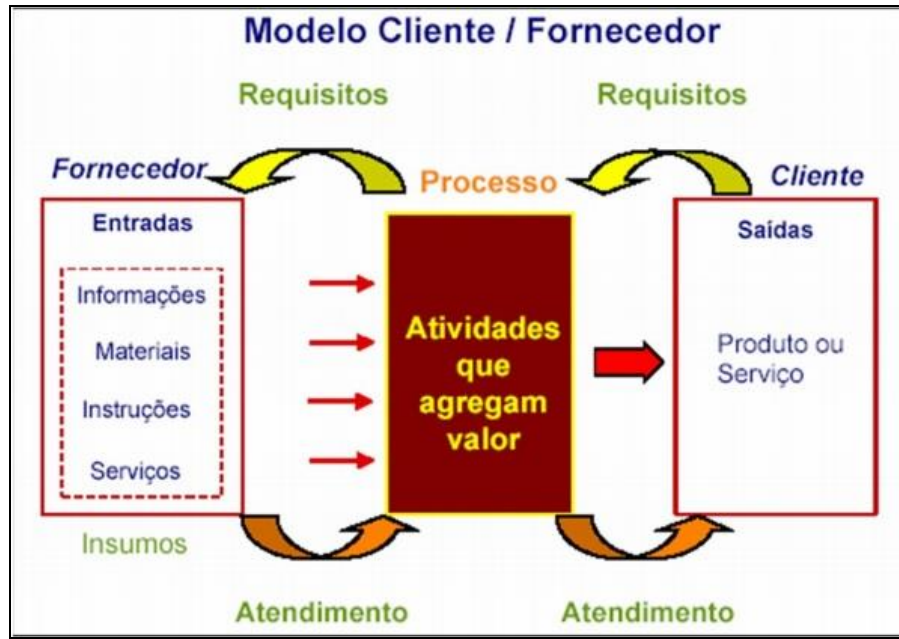 Modelo Cliente / Fornecedor
Requisitos
Requisitos
Fornecedor
Processo
Cliente
Entradas
Informações
Materiais
Instruções
Serviços
Insumos
Atividades
que
agregam
valor
Saídas
Produto ou
Serviço
Atendimento
Atendimento